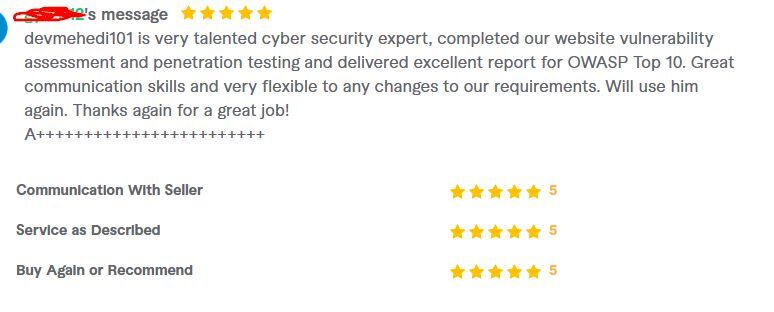 's message
devmehedi101 is very talented cyber security expert, completed our website vulnerability
assessment and penetration testing and delivered excellent report for OWASP Top 10. Great
communication skills and very flexible to any changes to our requirements. Will use him
again. Thanks again for a great job!
A++++++++++++++++++++++++
Communication With Seller 5
Service as Described 5
Buy Again or Recommend 5